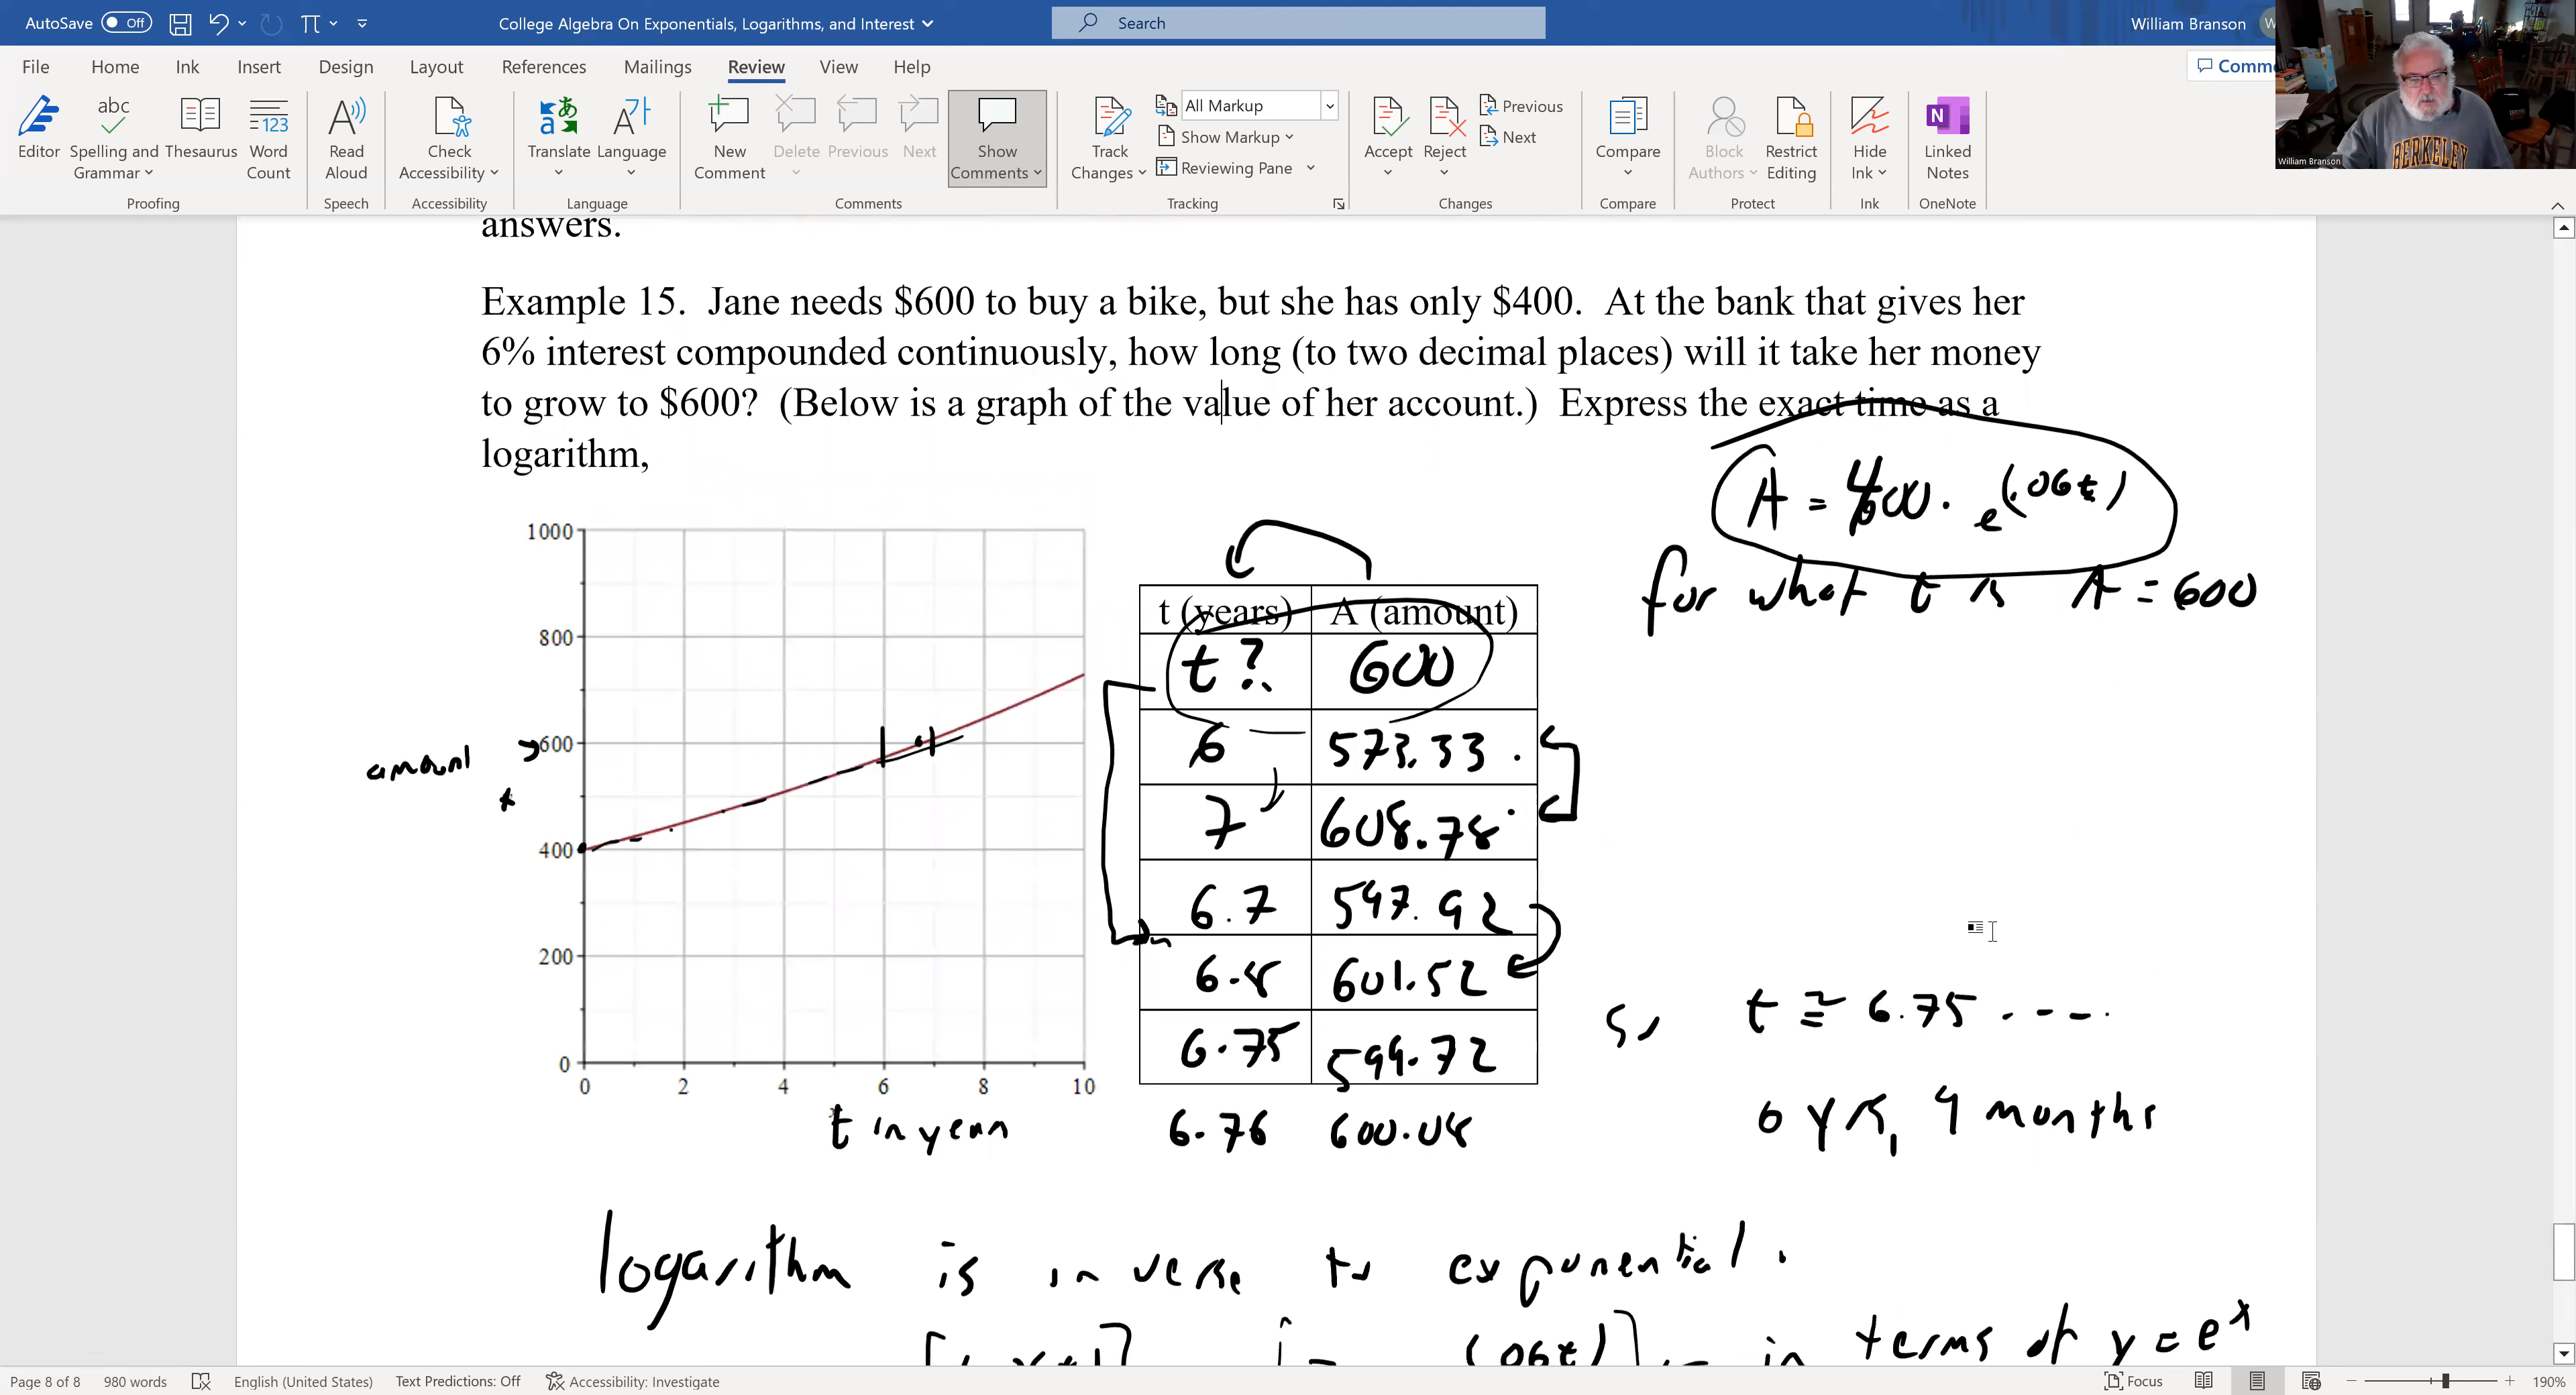 AutoSave Off College Algebra On Exponentials, Logarithms, and Interest Search William Branson W
File Home Ink Insert Design Layout References Mailings Review View Help Comm
Editor Spelling and Grammar Thesaurus Word Count Read Aloud Check Accessibility Translate Language New Comment Delete Previous Next Show Comments Track Changes All Markup Show Markup Reviewing Pane Accept Reject Previous Next Compare Block Authors Restrict Editing Hide Ink Linked Notes
Proofing Speech Accessibility Language Comments Tracking Changes Compare Protect Ink OneNote
William Branson
BERKELEY
answers.
Example 15. Jane needs $600 to buy a bike, but she has only $400. At the bank that gives her
6% interest compounded continuously, how long (to two decimal places) will it take her money
to grow to $600? (Below is a graph of the value of her account.) Express the exact time as a
logarithm,
A = 400 · e^(.06t)
for what t is A = 600
1000
800
600
400
200
0
0 2 4 6 8 10
amount
t in years
t (years) A (amount)
t? 600
6 573.33
7 608.78
6.7 597.92
6.8 601.52
6.75 599.72
6.76 600.08
so t ≅ 6.75 ....
6 yrs, 9 months
logarithm is inverse to exponential.
(.06t) in terms of y = e^x
Page 8 of 8 980 words English (United States) Text Predictions: Off Accessibility: Investigate Focus 190%